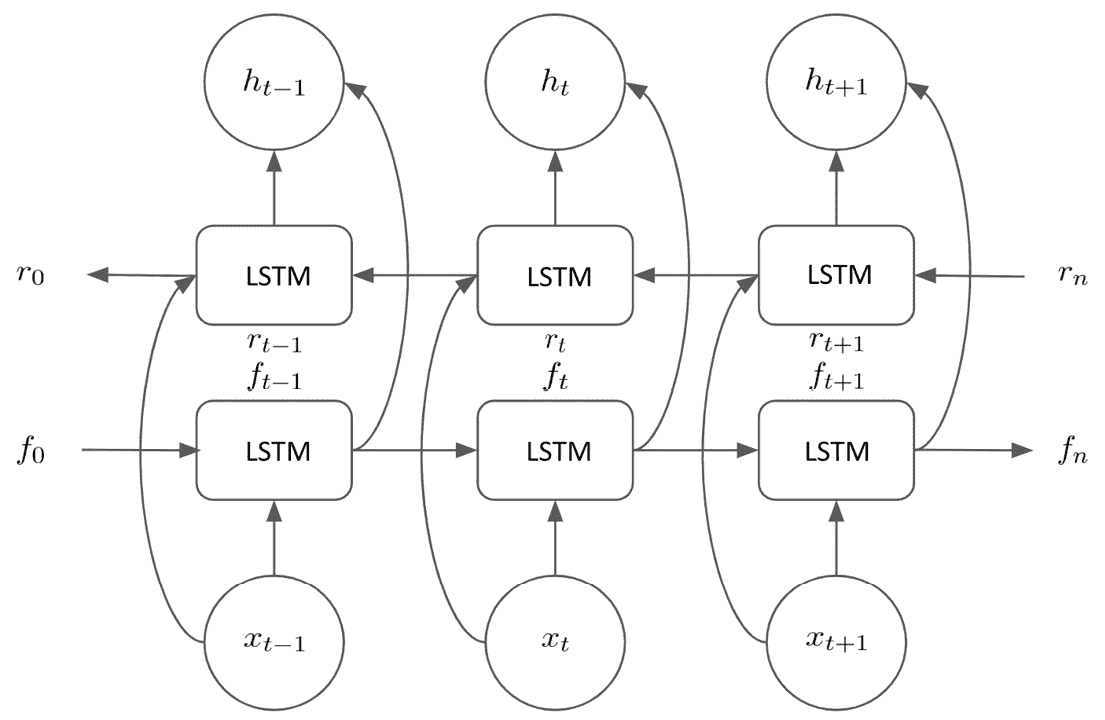 h_{t-1} h_t h_{t+1}
r_0 LSTM LSTM LSTM r_n
r_{t-1} r_t r_{t+1}
f_{t-1} f_t f_{t+1}
f_0 LSTM LSTM LSTM f_n
x_{t-1} x_t x_{t+1}